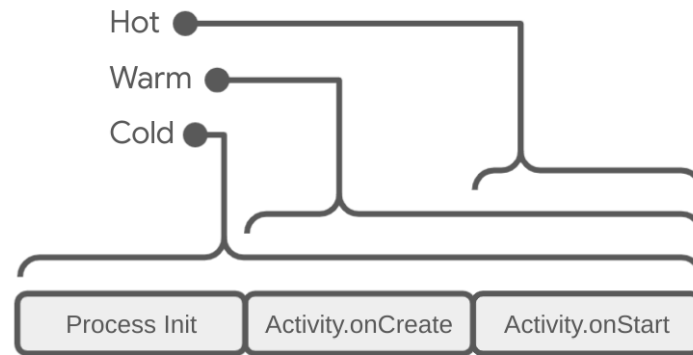 Hot
Warm
Cold
Process Init
Activity.onCreate
Activity.onStart